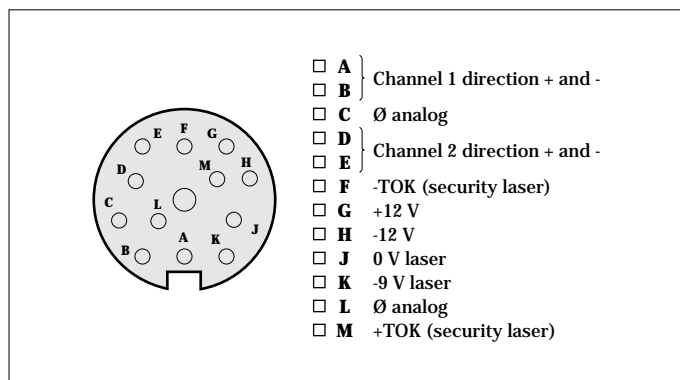 E F G
D M H
C L J
B A K
A
B
Channel 1 direction + and -
C Ø analog
D
E
Channel 2 direction + and -
F -TOK (security laser)
G +12 V
H -12 V
J 0 V laser
K -9 V laser
L Ø analog
M +TOK (security laser)